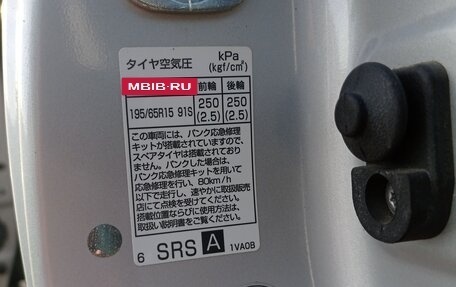 タイヤ空気圧 kPa
(kgf/cm²)
MBIB-RU 前輪 後輪
195/65R15 91S 250 250
(2.5) (2.5)
この車両には、パンク応急修理
キットが搭載されていますので、
スペアタイヤは搭載されており
ません。パンクした場合は、
パンク応急修理キットを用いて
応急修理を行い、80km/h
以下で走行し、速やかに取扱販売
店にて点検を受けてください。
搭載位置ならびに使用方法は、
取扱い説明書をご覧ください。
6 SRS A 1VA0B